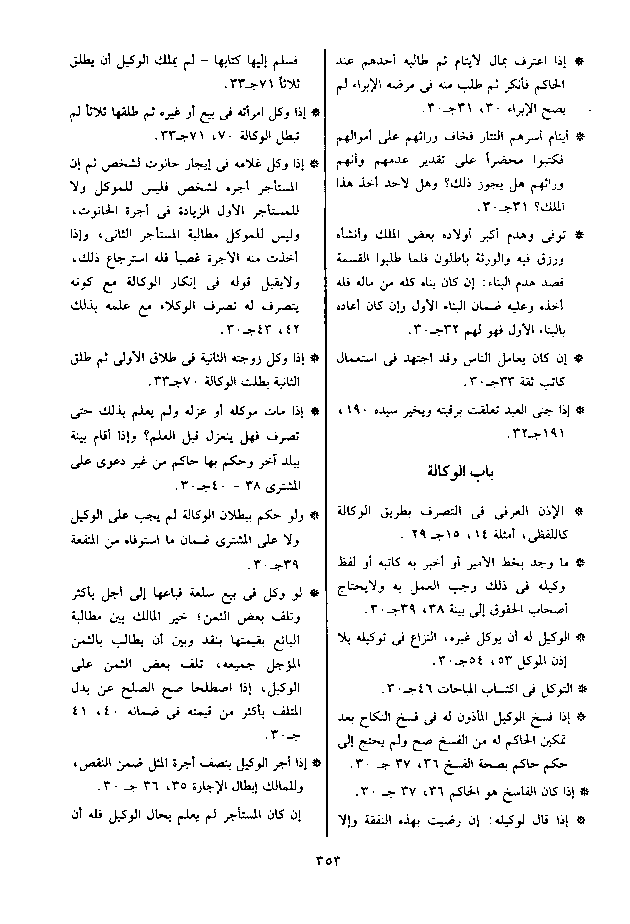 * إذا اعترف بمال لأيتام ثم طالبه أحدهم عند
الحاكم فأنكر ثم طلب منه فى مرضه الإبراء لم
يصح الإبراء ٣٠، ٣١جـ٣٠.
* أيتام أسرهم التتار فخاف وراثهم على أموالهم
فكتبوا محضراً على تقدير عدمهم وأنهم
وراثهم هل يجوز ذلك؟ وهل لأحد أخذ هذا
الملك؟ ٣١جـ٣٠.
* توفى وهدم أكبر أولاده بعض الملك وأنشأه
ورزق فيه والورثة بأطلون فلما طلبوا القسمة
قصد هدم البناء: إن كان بناه كله من ماله فله
أخذه وعليه ضمان البناء الأول وإن كان أعاده
بالبناء الأول فهو لهم ٣٢جـ٣٠.
* إن كان يعامل الناس وقد اجتهد فى استعمال
كاتب ثقة ٣٣جـ٣٠.
* إذا جنى العبد تعلقت برقبته ويخير سيده ١٩٠،
١٩١جـ٣٢.
باب الوكالة
* الإذن العرفى فى التصرف بطريق الوكالة
كاللفظى، أمثلة ١٤، ١٥جـ ٢٩ .
* ما وجد بخط الأمير أو أخبر به كاتبه أو لفظ
وكيله فى ذلك وجب العمل به ولايحتاج
أصحاب الحقوق إلى بينة ٣٨، ٣٩جـ٣٠.
* الوكيل له أن يوكل غيره، النزاع فى توكيله بلا
إذن الموكل ٥٣، ٥٤جـ٣٠.
* التوكل فى اكتساب المباحات ٤٦جـ٣٠.
* إذا فسخ الوكيل المأذون له فى فسخ النكاح بعد
تمكين الحاكم له من الفسخ صح ولم يحتج إلى
حكم حاكم بصحة الفسخ ٣٦، ٣٧ جـ ٣٠.
* إذا كان الفاسخ هو الحاكم ٣٦، ٣٧ جـ ٣٠.
* إذا قال لوكيله: إن رضيت بهذه النفقة وإلا
فسلم إليها كتابها - لم يملك الوكيل أن يطلق
ثلاثاً ٧١جـ٣٣.
* إذا وكل امرأته فى بيع أو غيره ثم طلقها ثلاثاً لم
تبطل الوكالة ٧٠، ٧١جـ٣٣.
* إذا وكل غلامه فى إيجار حانوت لشخص ثم إن
المستأجر أجره لشخص فليس للموكل ولا
للمستأجر الأول الزيادة فى أجرة الحانوت،
وليس للموكل مطالبة المستأجر الثانى، وإذا
أخذت منه الأجرة غصباً فله استرجاع ذلك،
ولايقبل قوله فى إنكار الوكالة مع كونه
يتصرف له تصرف الوكلاء مع علمه بذلك
٤٢، ٤٣جـ٣٠.
* إذا وكل زوجته الثانية فى طلاق الأولى ثم طلق
الثانية بطلت الوكالة ٧٠جـ٣٣.
* إذا مات موكله أو عزله ولم يعلم بذلك حتى
تصرف فهل ينعزل قبل العلم؟ وإذا أقام بينة
ببلد آخر وحكم بها حاكم من غير دعوى على
المشترى ٣٨ - ٤٠جـ٣٠.
* ولو حكم ببطلان الوكالة لم يجب على الوكيل
ولا على المشترى ضمان ما استوفاه من المنفعة
٣٩جـ٣٠.
* لو وكل فى بيع سلعة فباعها إلى أجل بأكثر
وتلف بعض الثمن؛ خير المالك بين مطالبة
البائع بقيمتها بنقد وبين أن يطالب بالثمن
المؤجل جميعه، تلف بعض الثمن على
الوكيل، إذا اصطلحا صح الصلح عن بدل
المتلف بأكثر من قيمته فى ضمانه ٤٠، ٤١
جـ٣٠.
* إذا أجر الوكيل بنصف أجرة المثل ضمن النقص،
وللمالك إبطال الإجارة ٣٥، ٣٦ جـ ٣٠.
إن كان المستأجر لم يعلم بحال الوكيل فله أن
٣٥٣